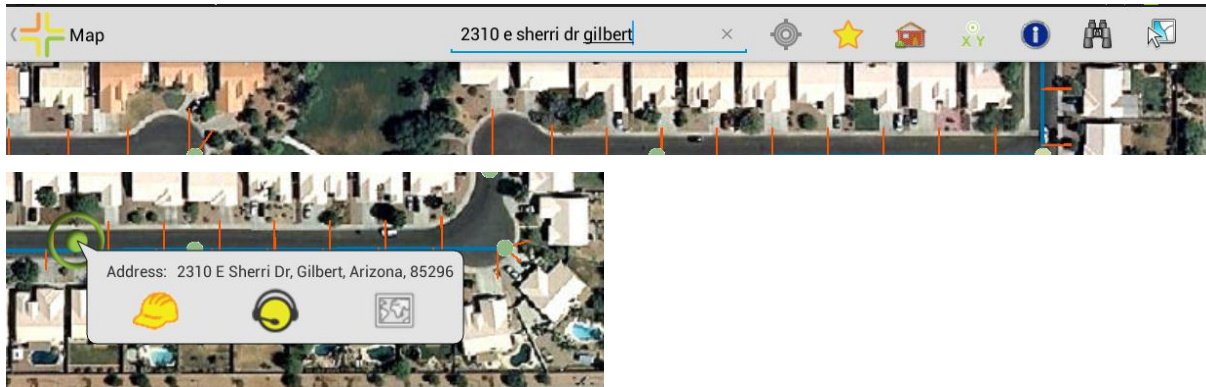 Map
2310 e sherri dr gilbert
X Y
Address: 2310 E Sherri Dr, Gilbert, Arizona, 85296